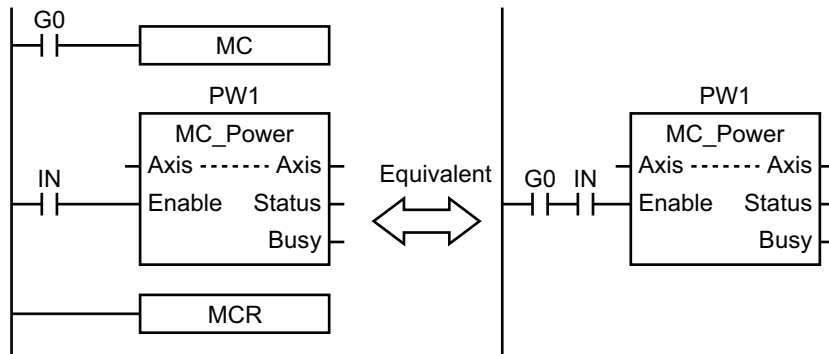 G0
MC
PW1
MC_Power
Axis Axis
IN
Enable Status
Busy
MCR
Equivalent
PW1
MC_Power
Axis Axis
G0 IN
Enable Status
Busy